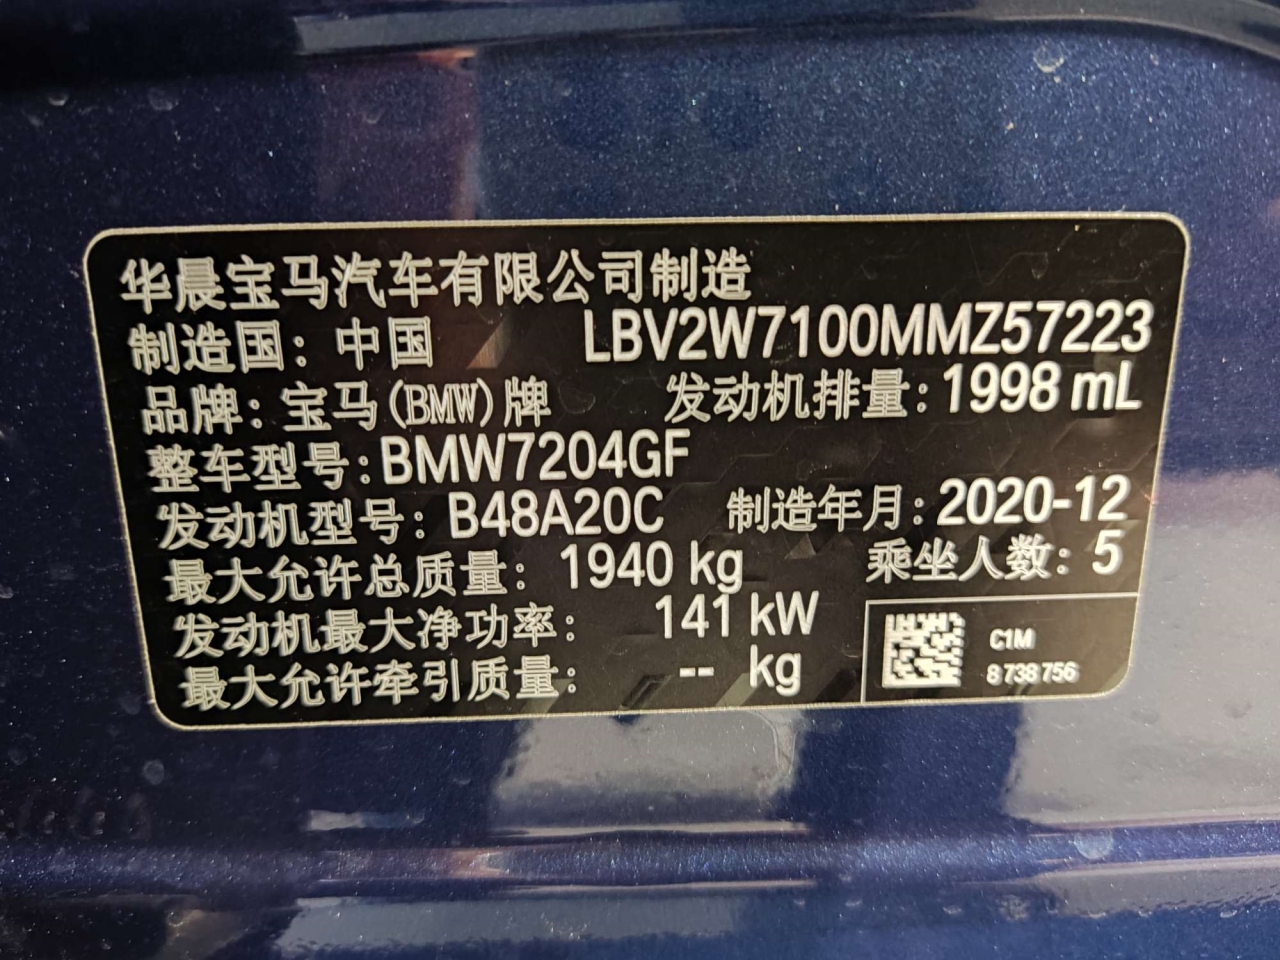 华晨宝马汽车有限公司制造
制造国：中国 LBV2W7100MMZ57223
品牌：宝马(BMW)牌 发动机排量：1998 mL
整车型号：BMW7204GF
发动机型号：B48A20C 制造年月：2020-12
最大允许总质量：1940 kg 乘坐人数：5
发动机最大净功率：141 kW
最大允许牵引质量：-- kg
C1M
8 738 756